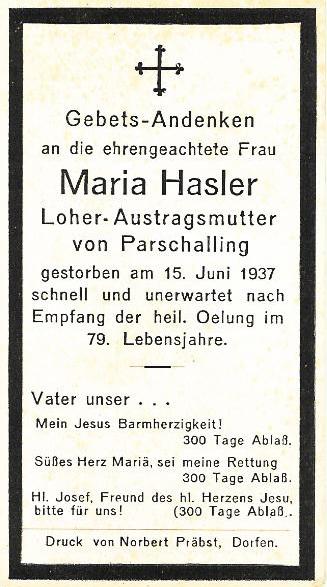 Gebets-Andenken
an die ehrengeachtete Frau
Maria Hasler
Loher-Austragsmutter
von Parschalling
gestorben am 15. Juni 1937
schnell und unerwartet nach
Empfang der heil. Oelung im
79. Lebensjahre.
Vater unser . . .
Mein Jesus Barmherzigkeit!
300 Tage Ablaß.
Süßes Herz Mariä, sei meine Rettung
300 Tage Ablaß.
Hl. Josef, Freund des hl. Herzens Jesu,
bitte für uns! (300 Tage Ablaß.
Druck von Norbert Präbst, Dorfen.